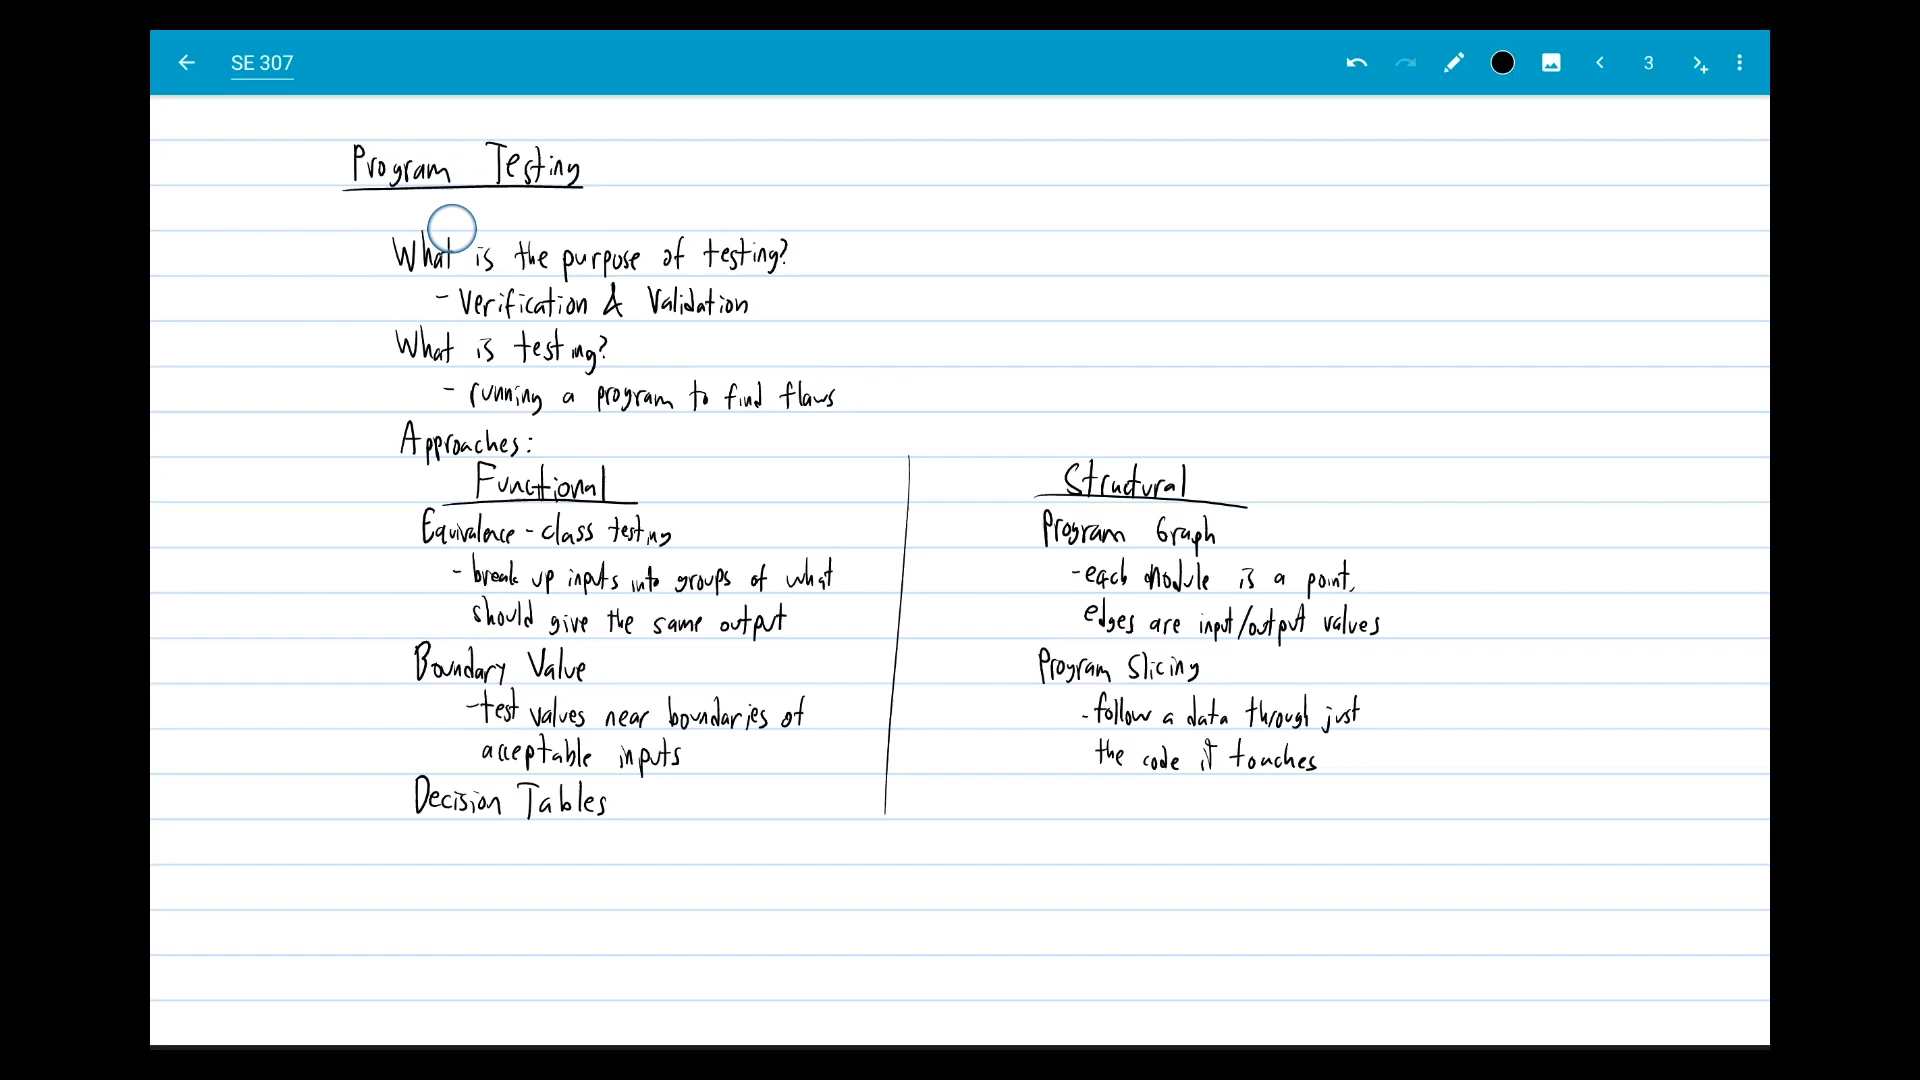 SE 307
3
Program Testing
What is the purpose of testing?
- Verification & Validation
What is testing?
- running a program to find flaws
Approaches:
Functional
Equivalence-class testing
- break up inputs into groups of what
should give the same output
Boundary Value
- test values near boundaries of
acceptable inputs
Decision Tables
Structural
Program Graph
- each module is a point,
edges are input/output values
Program Slicing
- follow a data through just
the code it touches